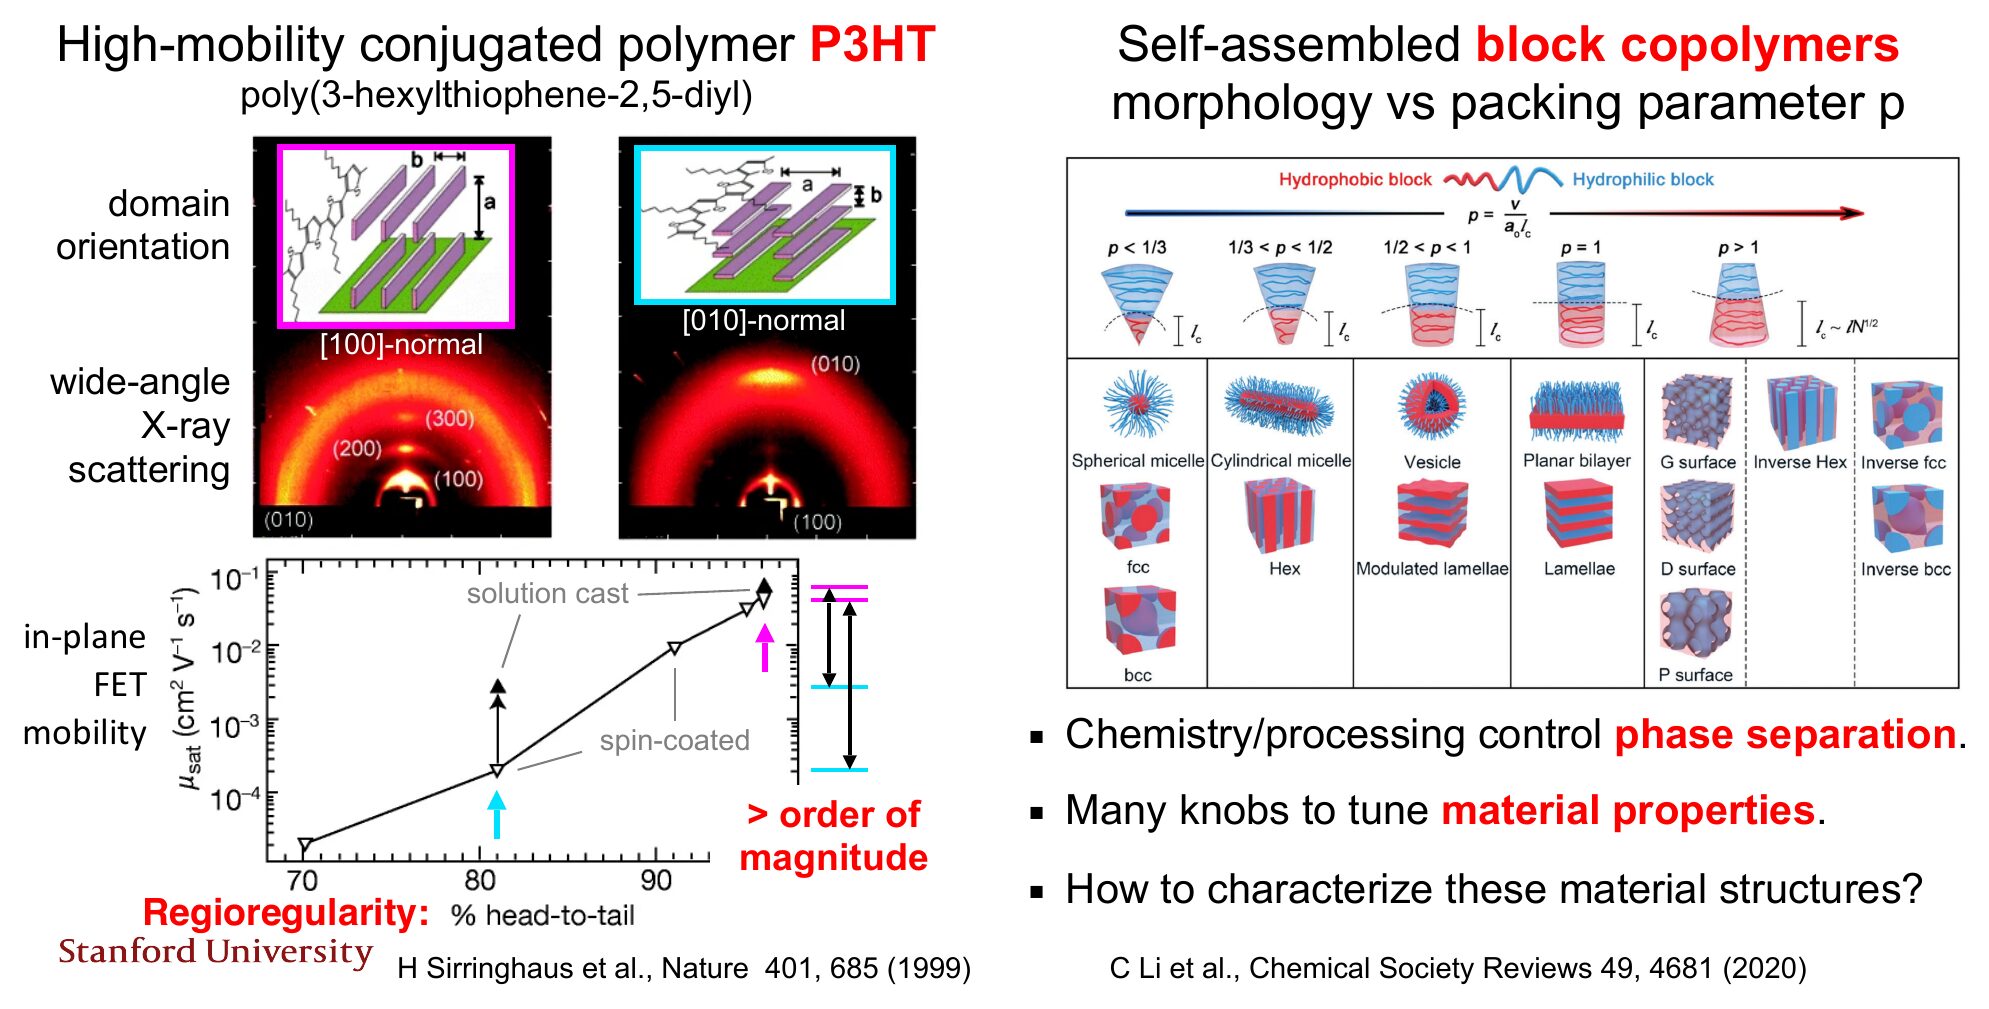 High-mobility conjugated polymer P3HT
poly(3-hexylthiophene-2,5-diyl)
domain
orientation
b
a
[100]-normal
a
b
[010]-normal
wide-angle
X-ray
scattering
(300)
(200)
(100)
(010)
(010)
(100)
in-plane
FET
mobility
μsat (cm² V⁻¹ s⁻¹)
10⁻¹
10⁻²
10⁻³
10⁻⁴
solution cast
spin-coated
> order of
magnitude
70 80 90
Regioregularity: % head-to-tail
Stanford University
H Sirringhaus et al., Nature 401, 685 (1999)
Self-assembled block copolymers
morphology vs packing parameter p
Hydrophobic block Hydrophilic block
p = v / aₒlc
p < 1/3 1/3 < p < 1/2 1/2 < p < 1 p = 1 p > 1
lc lc lc lc lc ~ lN¹ᐟ²
Spherical micelle Cylindrical micelle Vesicle Planar bilayer G surface Inverse Hex Inverse fcc
fcc Hex Modulated lamellae Lamellae D surface Inverse bcc
bcc P surface
▪ Chemistry/processing control phase separation.
▪ Many knobs to tune material properties.
▪ How to characterize these material structures?
C Li et al., Chemical Society Reviews 49, 4681 (2020)